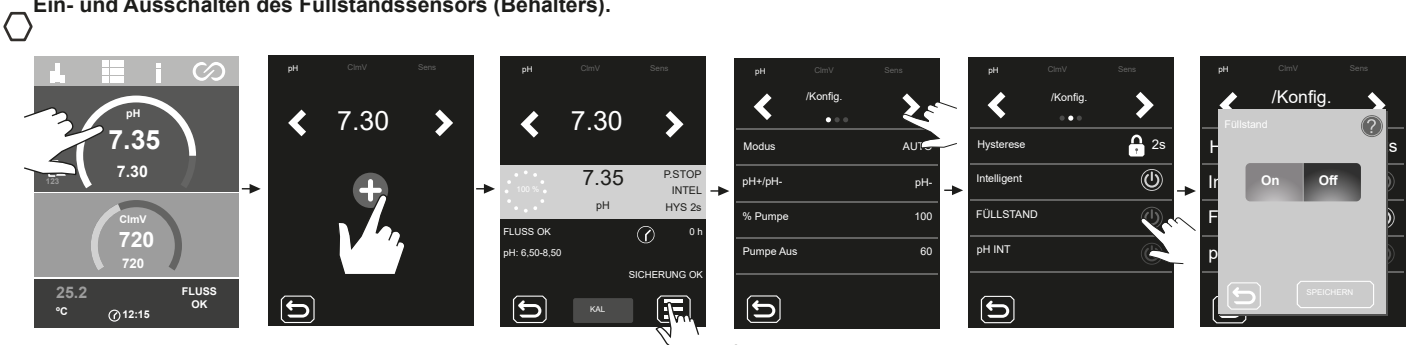 Ein- und Ausschalten des Füllstandssensors (Behälters).
pH
7.35
7.30
123
ClmV
720
720
25.2
ºC
12:15
FLUSS
OK
pH ClmV Sens
7.30
pH ClmV Sens
7.30
100 %
7.35
pH
P.STOP
INTEL
HYS 2s
FLUSS OK
0 h
pH: 6,50-8,50
SICHERUNG OK
KAL
pH ClmV Sens
/Konfig.
Modus AUTO
pH+/pH- pH-
% Pumpe 100
Pumpe Aus 60
pH ClmV Sens
/Konfig.
Hysterese 2s
Intelligent
FÜLLSTAND
pH INT
pH ClmV Sens
/Konfig.
Füllstand ?
On Off
SPEICHERN